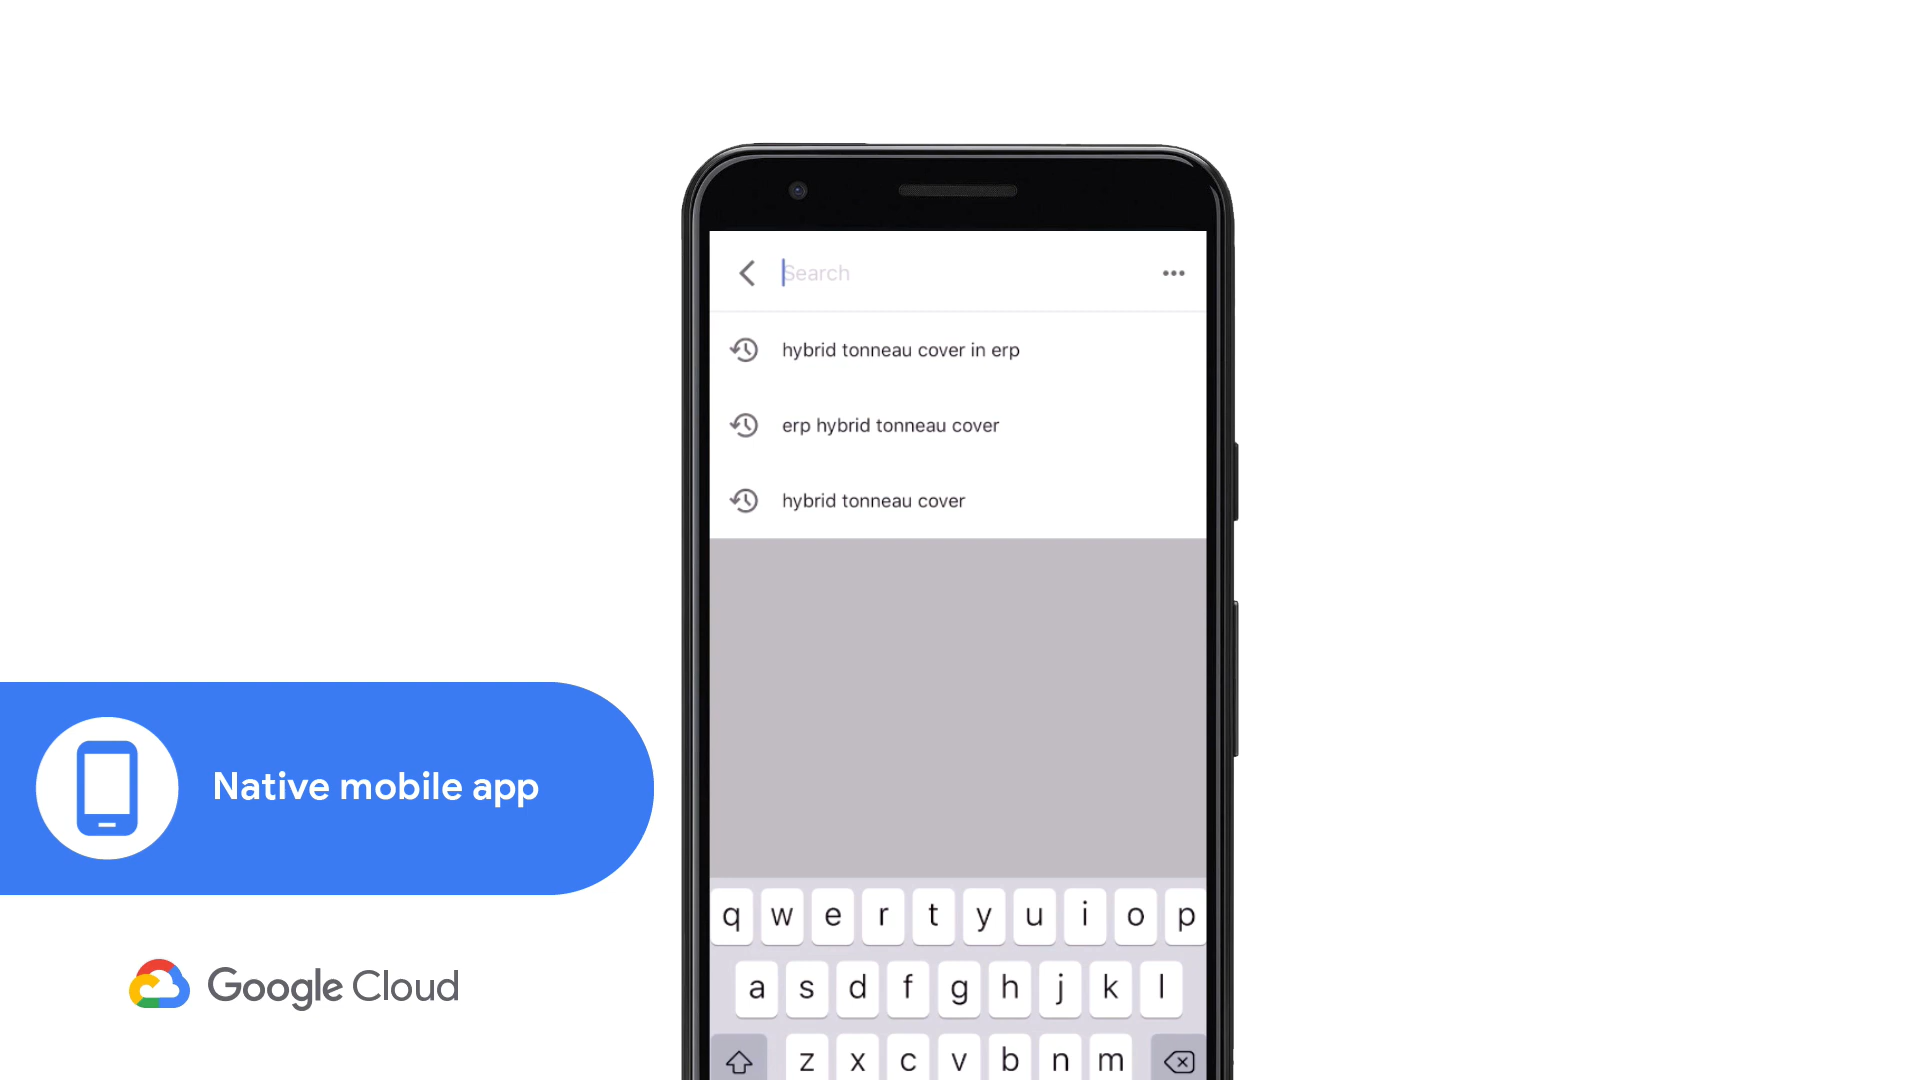 Search
hybrid tonneau cover in erp
erp hybrid tonneau cover
hybrid tonneau cover
Native mobile app
q w e r t y u i o p
a s d f g h j k l
z x c v b n m
Google Cloud